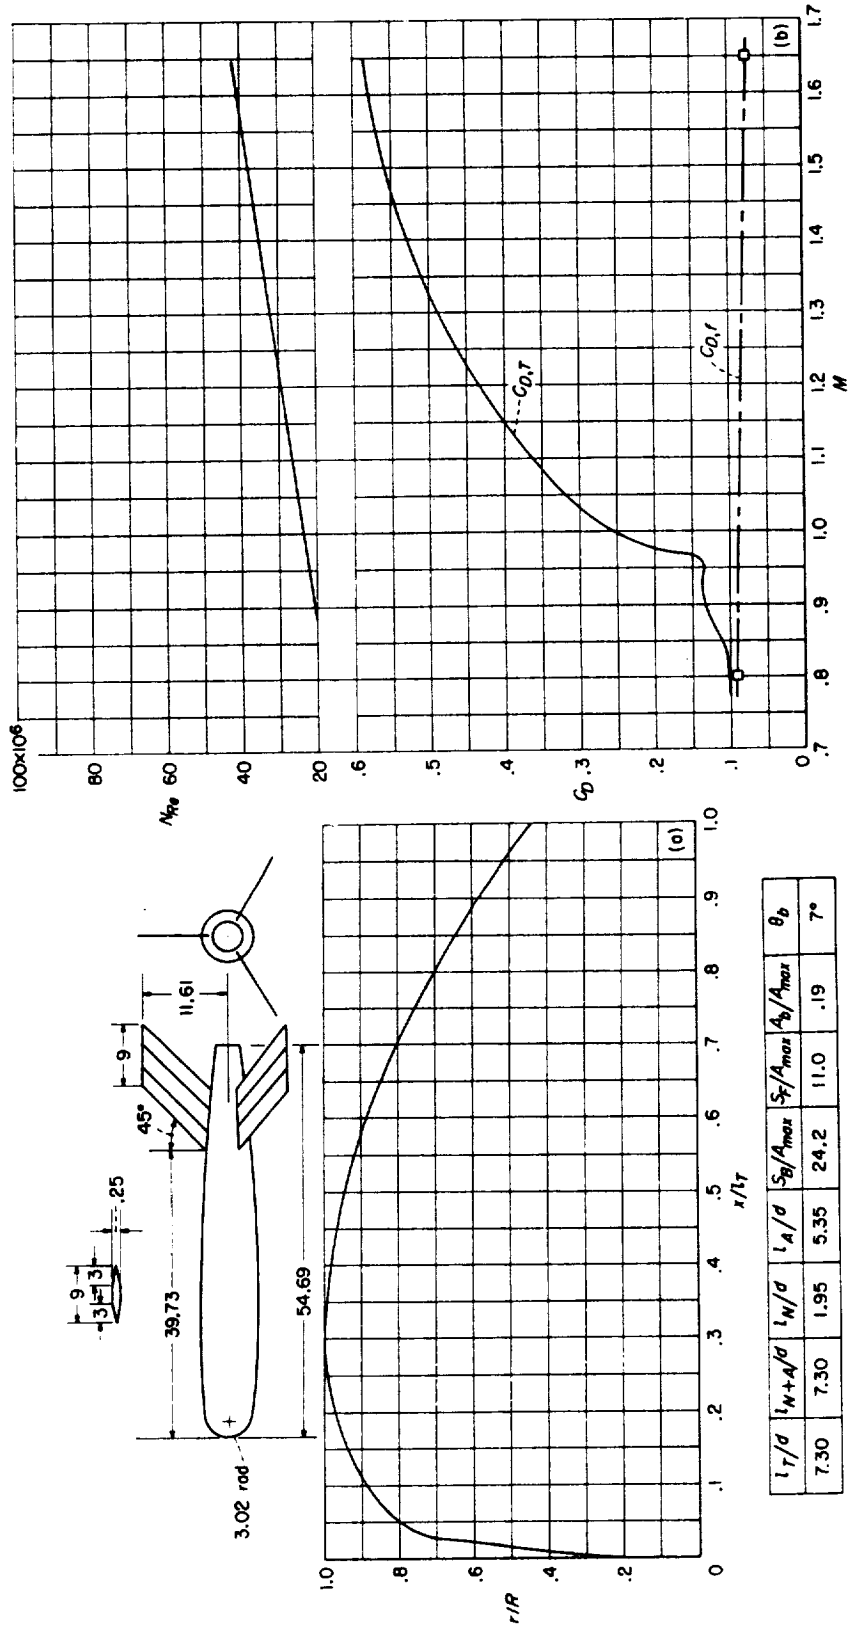 9
3
3
.25
39.73
45°
9
11.61
3.02 rad
54.69
r/R
1.0
.8
.6
.4
.2
0
.1
.2
.3
.4
.5
.6
.7
.8
.9
1.0
x/l_T
(a)
l_T/d l_N+A/d l_N/d l_A/d S_B/A_max S_F/A_max A_b/A_max θ_b
7.30 7.30 1.95 5.35 24.2 11.0 .19 7°
100×10⁶
80
N_Re 60
40
20
.6
.5
.4
C_D .3
.2
.1
0
C_D,T
C_D,f
.7 .8 .9 1.0 1.1 1.2 1.3 1.4 1.5 1.6 1.7
M
(b)